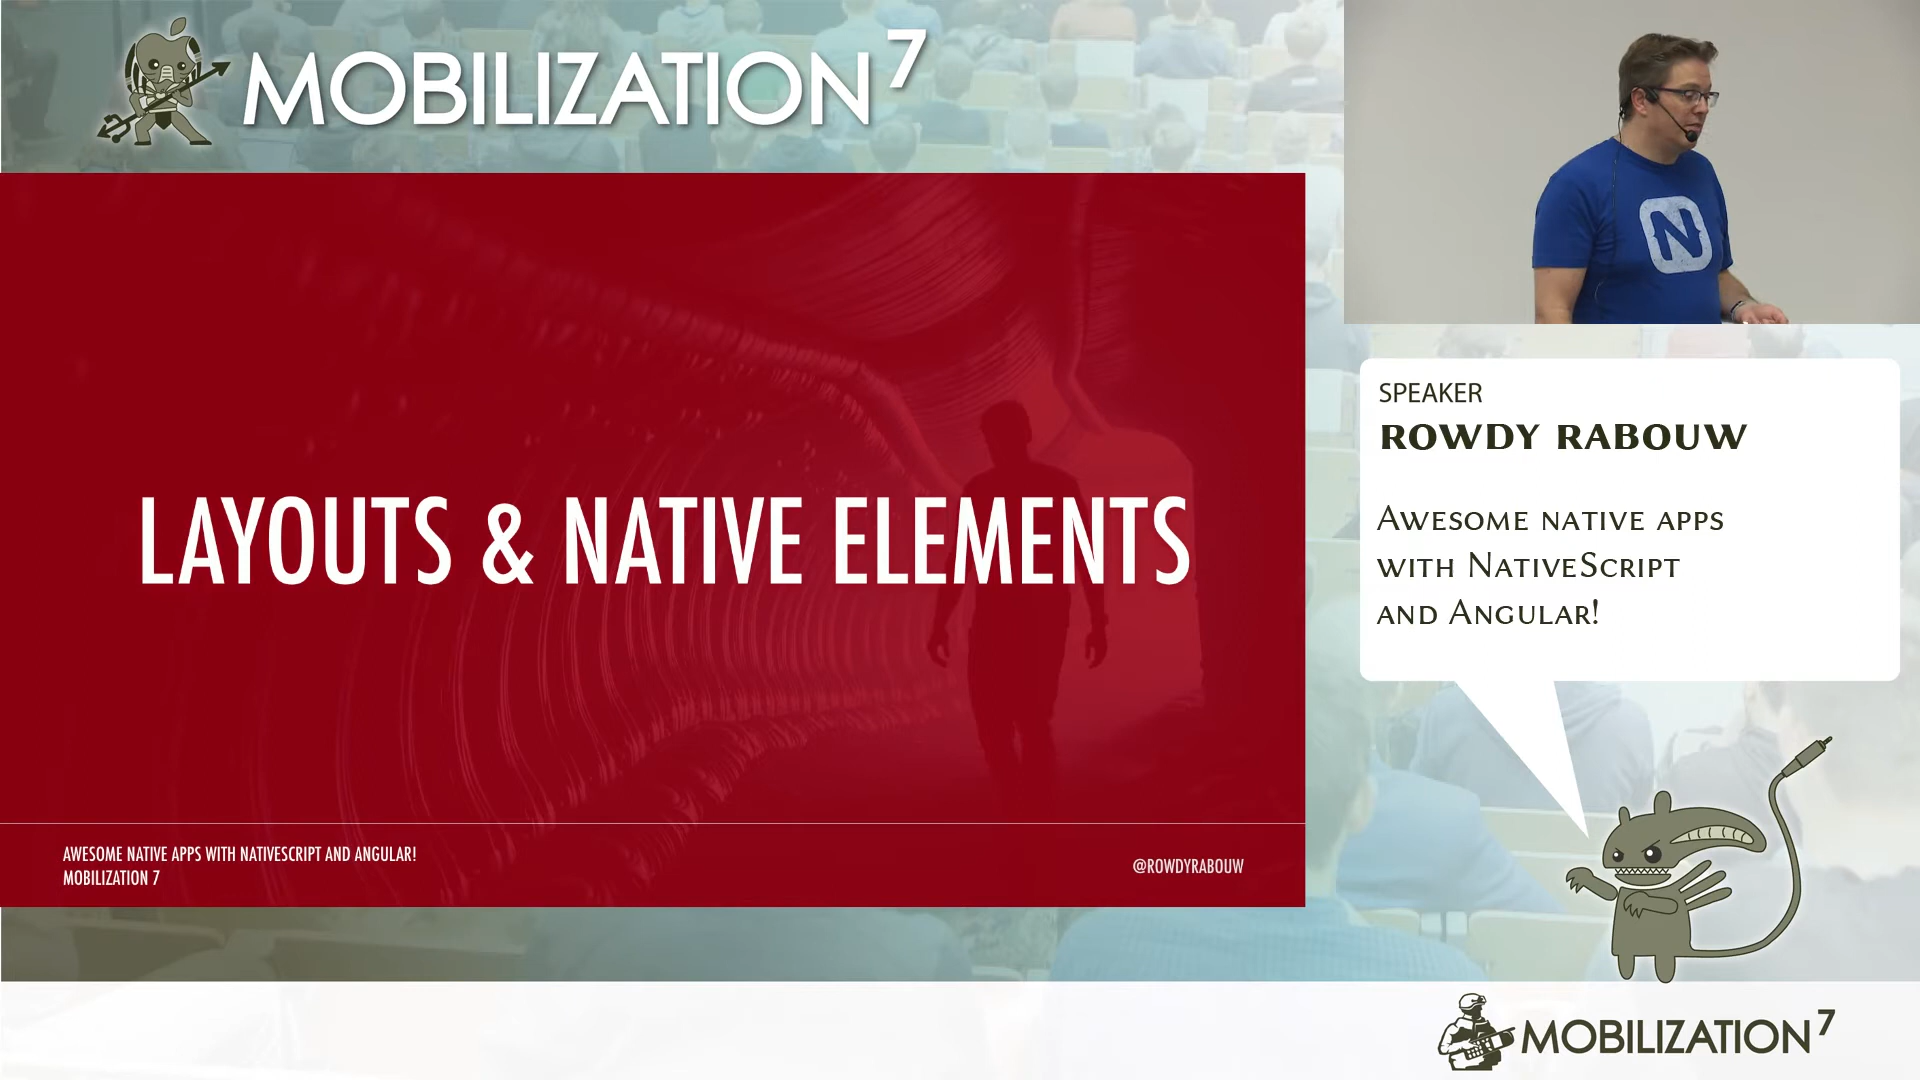 MOBILIZATION 7
LAYOUTS & NATIVE ELEMENTS
AWESOME NATIVE APPS WITH NATIVESCRIPT AND ANGULAR!
MOBILIZATION 7
@ROWDYRABOUW
N
SPEAKER
ROWDY RABOUW
AWESOME NATIVE APPS
WITH NATIVESCRIPT
AND ANGULAR!
MOBILIZATION 7